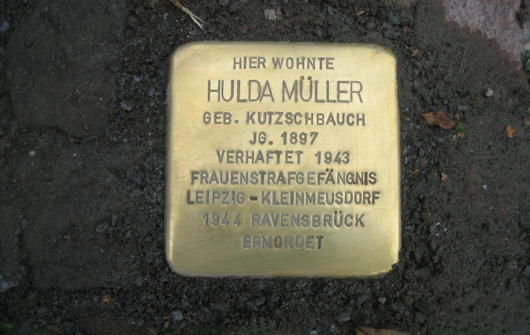 HIER WOHNTE
HULDA MÜLLER
GEB. KUTZSCHBAUCH
JG. 1897
VERHAFTET 1943
FRAUENSTRAFGEFÄNGNIS
LEIPZIG-KLEINMEUSDORF
1944 RAVENSBRÜCK
ERMORDET